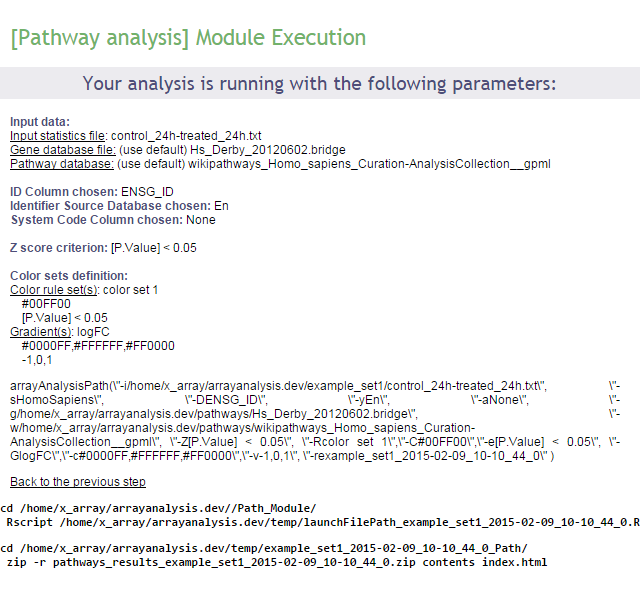 [Pathway analysis] Module Execution
Your analysis is running with the following parameters:
Input data:
Input statistics file: control_24h-treated_24h.txt
Gene database file: (use default) Hs_Derby_20120602.bridge
Pathway database: (use default) wikipathways_Homo_sapiens_Curation-AnalysisCollection__gpml
ID Column chosen: ENSG_ID
Identifier Source Database chosen: En
System Code Column chosen: None
Z score criterion: [P.Value] < 0.05
Color sets definition:
Color rule set(s): color set 1
#00FF00
[P.Value] < 0.05
Gradient(s): logFC
#0000FF,#FFFFFF,#FF0000
-1,0,1
arrayAnalysisPath(\"-i/home/x_array/arrayanalysis.dev/example_set1/control_24h-treated_24h.txt\", \"-
sHomoSapiens\", \"-DENSG_ID\", \"-yEn\", \"-aNone\", \"-
g/home/x_array/arrayanalysis.dev/pathways/Hs_Derby_20120602.bridge\", \"-
w/home/x_array/arrayanalysis.dev/pathways/wikipathways_Homo_sapiens_Curation-
AnalysisCollection__gpml\", \"-Z[P.Value] < 0.05\", \"-Rcolor set 1\",\"-C#00FF00\",\"-e[P.Value] < 0.05\", \"-
GlogFC\",\"-c#0000FF,#FFFFFF,#FF0000\",\"-v-1,0,1\", \"-rexample_set1_2015-02-09_10-10_44_0\" )
Back to the previous step
cd /home/x_array/arrayanalysis.dev//Path_Module/
Rscript /home/x_array/arrayanalysis.dev/temp/launchFilePath_example_set1_2015-02-09_10-10_44_0.R
cd /home/x_array/arrayanalysis.dev/temp/example_set1_2015-02-09_10-10_44_0_Path/
zip -r pathways_results_example_set1_2015-02-09_10-10_44_0.zip contents index.html